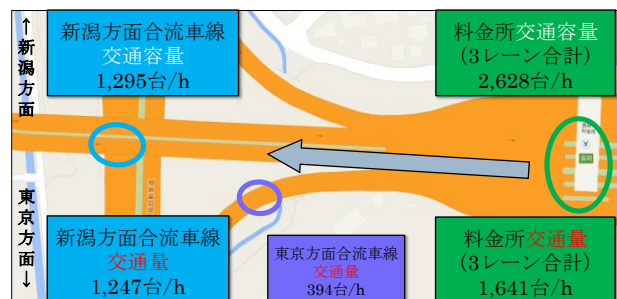 ↑新潟方面
新潟方面合流車線
交通容量
1,295台/h
料金所交通容量
(3レーン合計)
2,628台/h
東京方面↓
新潟方面合流車線
交通量
1,247台/h
東京方面合流車線
交通量
394台/h
料金所交通量
(3レーン合計)
1,641台/h